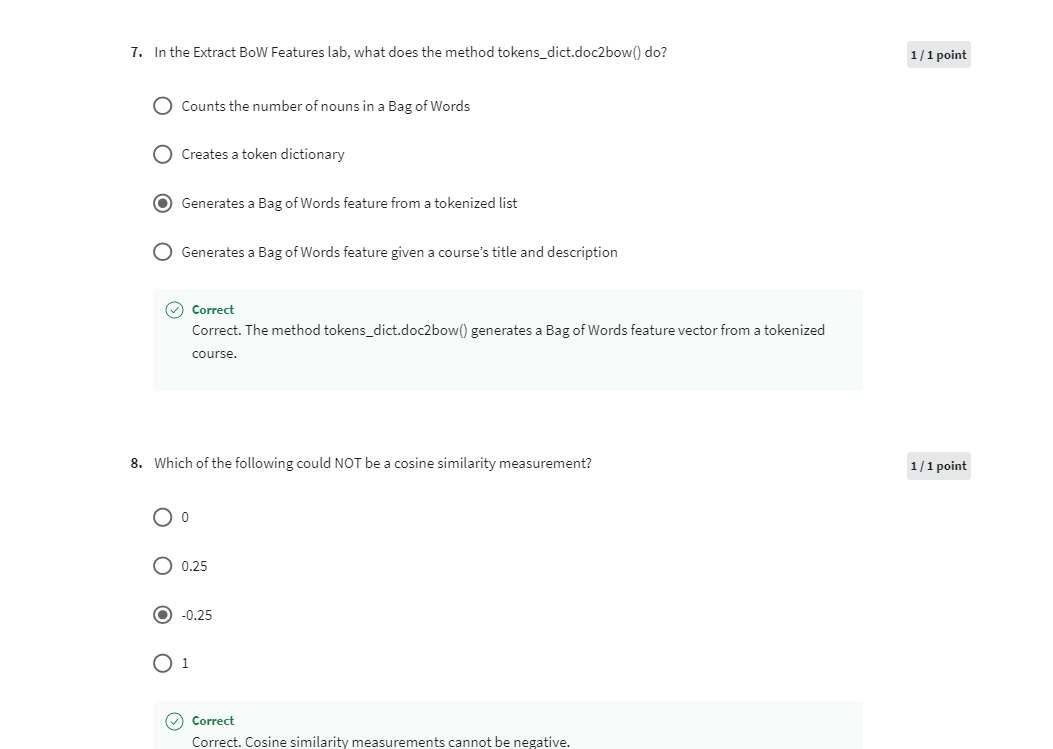 7. In the Extract BoW Features lab, what does the method tokens_dict.doc2bow() do?
1 / 1 point
Counts the number of nouns in a Bag of Words
Creates a token dictionary
Generates a Bag of Words feature from a tokenized list
Generates a Bag of Words feature given a course's title and description
Correct
Correct. The method tokens_dict.doc2bow() generates a Bag of Words feature vector from a tokenized
course.
8. Which of the following could NOT be a cosine similarity measurement?
1 / 1 point
0
0.25
-0.25
1
Correct
Correct. Cosine similarity measurements cannot be negative.